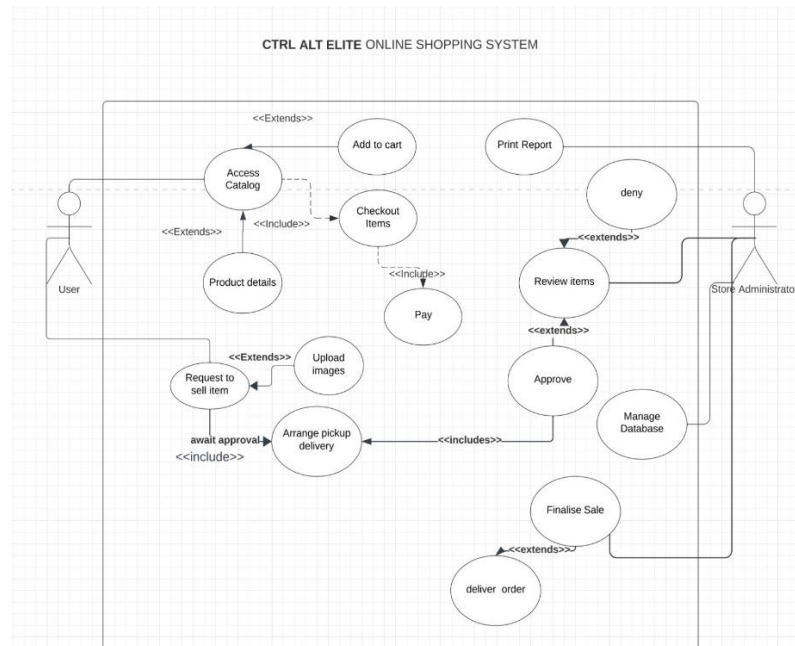 CTRL ALT ELITE ONLINE SHOPPING SYSTEM
<<Extends>>
Add to cart
Print Report
Access
Catalog
deny
Checkout
Items
<<Include>>
<<Extends>>
<<extends>>
Product details
<<Include>>
Review items
User
Store Administrato
Pay
<<extends>>
<<Extends>>
Upload
images
Request to
sell item
Approve
Manage
Database
await approval
Arrange pickup
delivery
<<includes>>
<<include>>
Finalise Sale
<<extends>>
deliver order